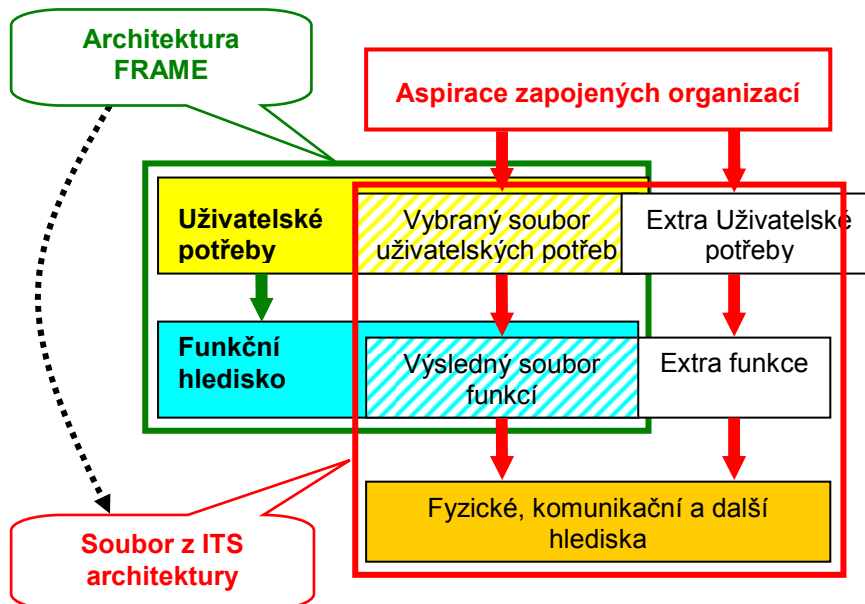 Architektura
FRAME
Aspirace zapojených organizací
Uživatelské
potřeby
Vybraný soubor
uživatelských potřeb
Extra Uživatelské
potřeby
Funkční
hledisko
Výsledný soubor
funkcí
Extra funkce
Fyzické, komunikační a další
hlediska
Soubor z ITS
architektury